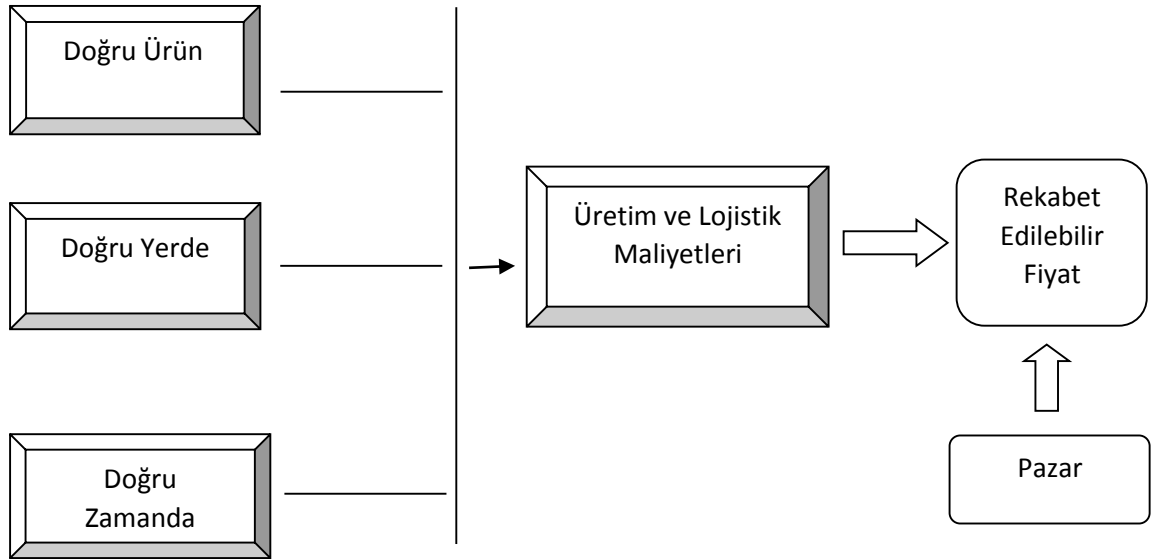 Doğru Ürün
Doğru Yerde
Doğru
Zamanda
Üretim ve Lojistik
Maliyetleri
Rekabet
Edilebilir
Fiyat
Pazar